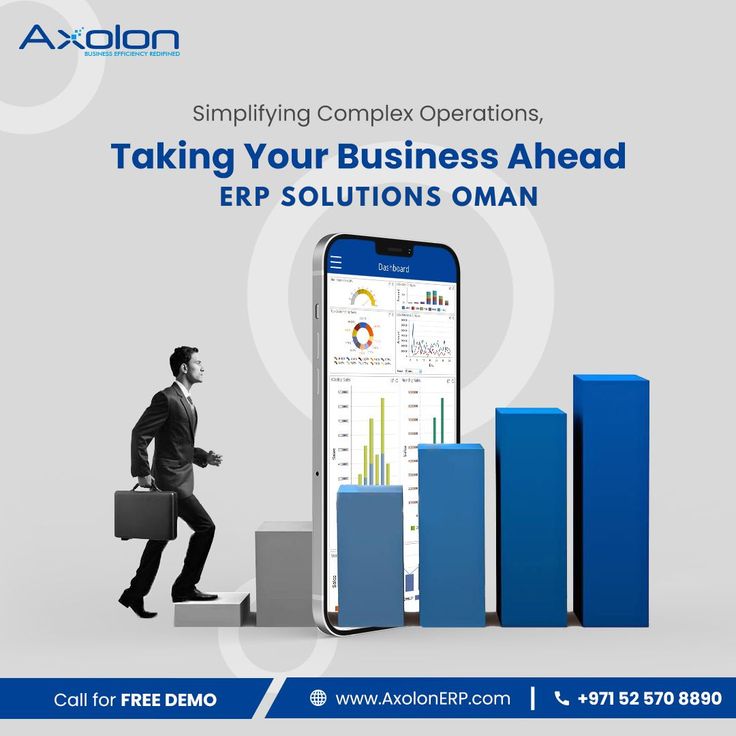 Axolon
BUSINESS EFFICIENCY REDIFINED
Simplifying Complex Operations,
Taking Your Business Ahead
ERP SOLUTIONS OMAN
Dashboard
Call for FREE DEMO
www.AxolonERP.com
+971 52 570 8890